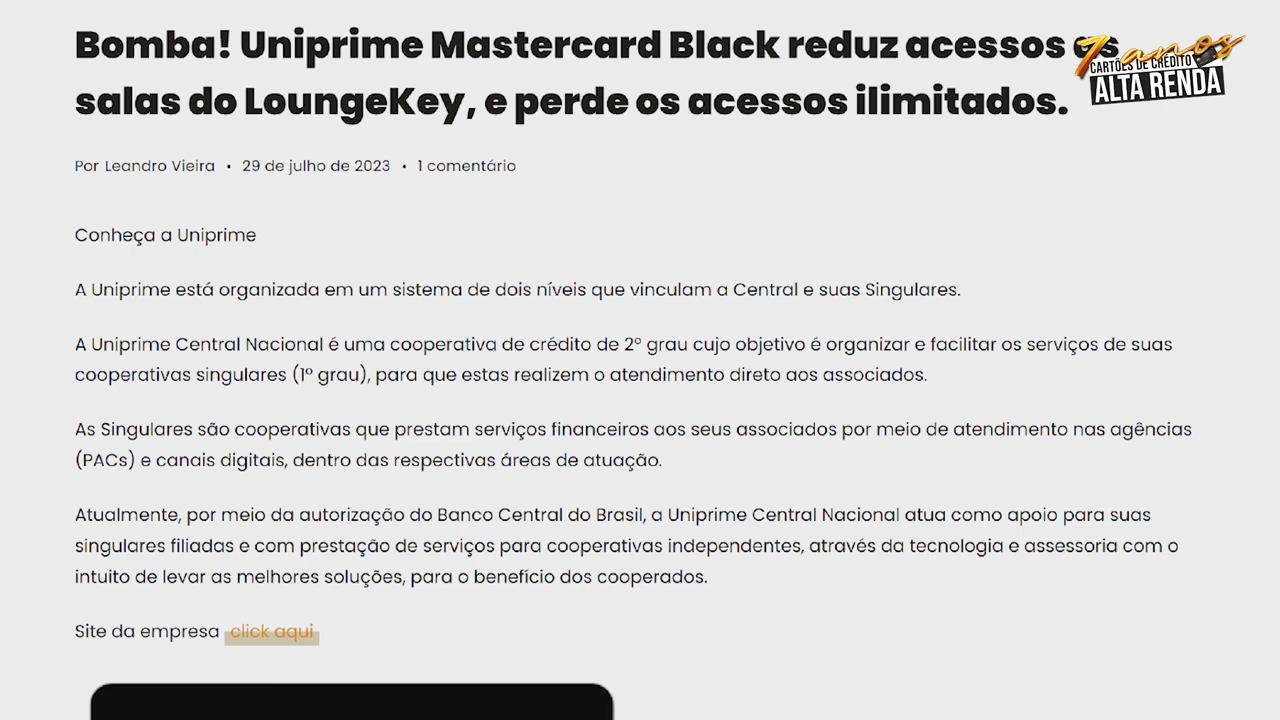 Bomba! Uniprime Mastercard Black reduz acessos as
salas do LoungeKey, e perde os acessos ilimitados.
7 anos
CARTÕES DE CRÉDITO
ALTA RENDA
Por Leandro Vieira • 29 de julho de 2023 • 1 comentário
Conheça a Uniprime
A Uniprime está organizada em um sistema de dois níveis que vinculam a Central e suas Singulares.
A Uniprime Central Nacional é uma cooperativa de crédito de 2º grau cujo objetivo é organizar e facilitar os serviços de suas
cooperativas singulares (1º grau), para que estas realizem o atendimento direto aos associados.
As Singulares são cooperativas que prestam serviços financeiros aos seus associados por meio de atendimento nas agências
(PACs) e canais digitais, dentro das respectivas áreas de atuação.
Atualmente, por meio da autorização do Banco Central do Brasil, a Uniprime Central Nacional atua como apoio para suas
singulares filiadas e com prestação de serviços para cooperativas independentes, através da tecnologia e assessoria com o
intuito de levar as melhores soluções, para o benefício dos cooperados.
Site da empresa click aqui